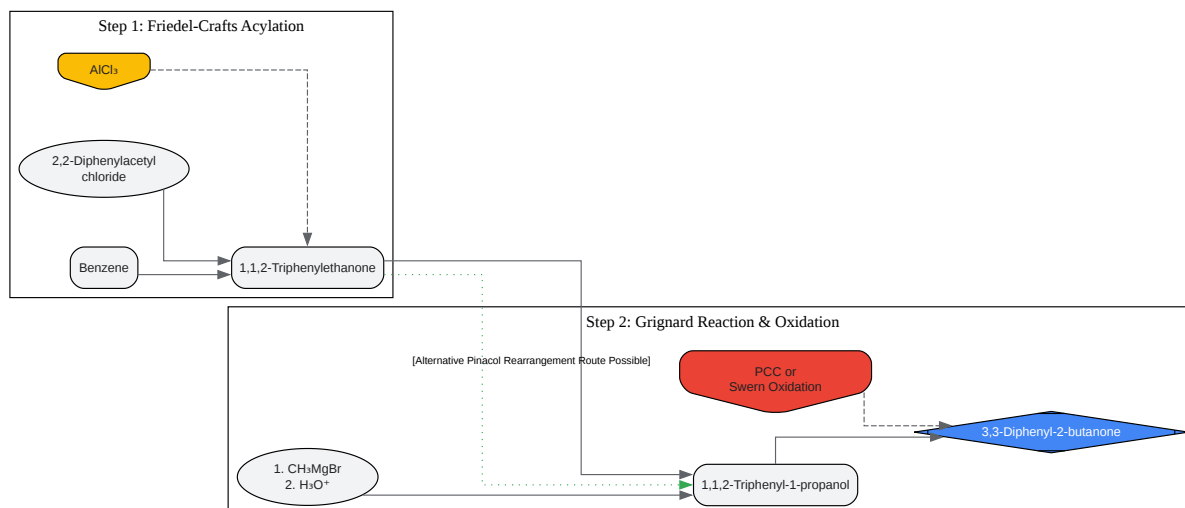 Step 1: Friedel-Crafts Acylation
AlCl₃
2,2-Diphenylacetyl
chloride
Benzene
1,1,2-Triphenylethanone
Step 2: Grignard Reaction & Oxidation
[Alternative Pinacol Rearrangement Route Possible]
PCC or
Swern Oxidation
3,3-Diphenyl-2-butanone
1. CH₃MgBr
2. H₃O⁺
1,1,2-Triphenyl-1-propanol